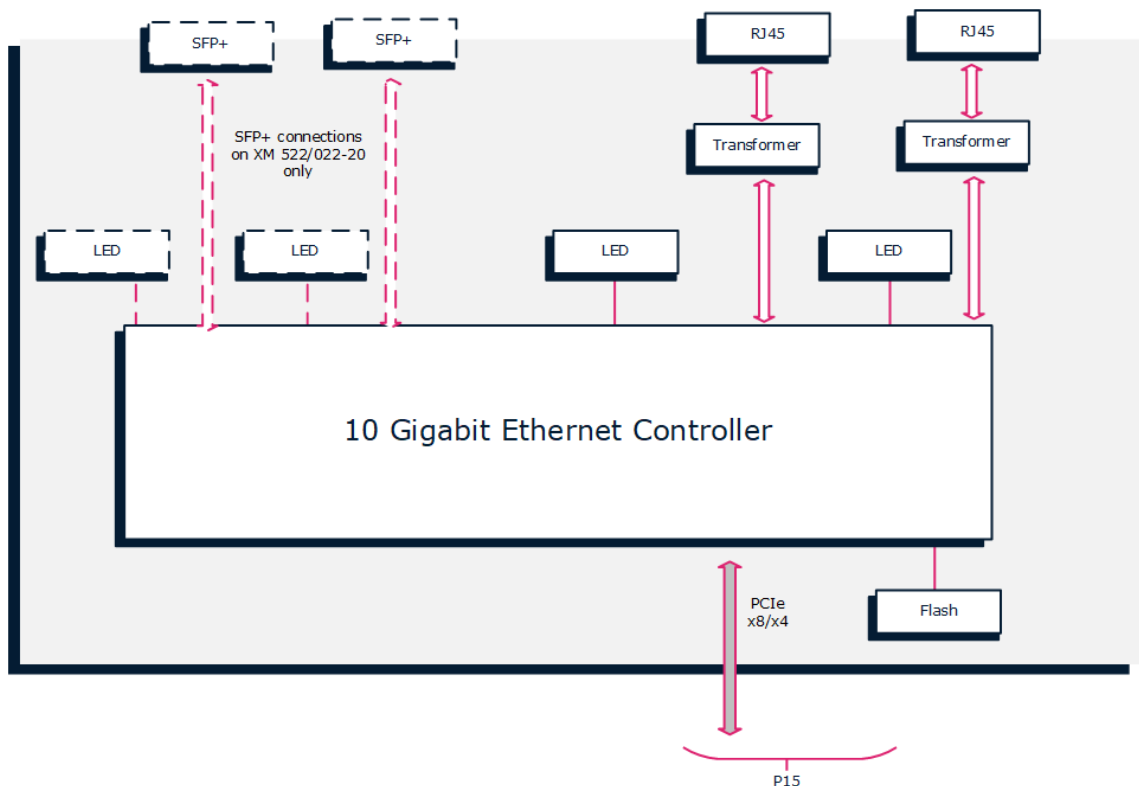 SFP+
SFP+
RJ45
RJ45
SFP+ connections
on XM 522/022-20
only
Transformer
Transformer
LED
LED
LED
LED
10 Gigabit Ethernet Controller
PCIe
x8/x4
Flash
P15